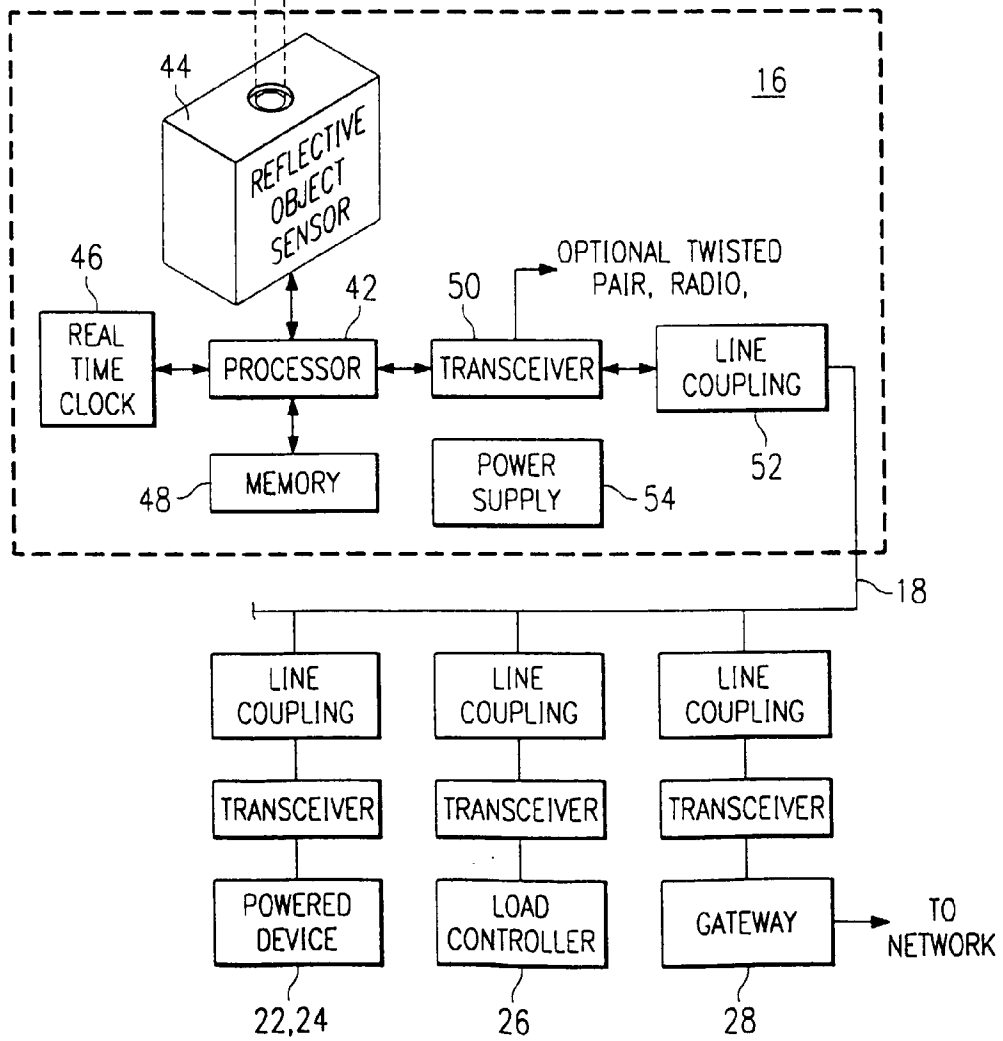 44
16
REFLECTIVE
OBJECT
SENSOR
46
REAL
TIME
CLOCK
42
PROCESSOR
50
TRANSCEIVER
OPTIONAL TWISTED
PAIR, RADIO,
LINE
COUPLING
52
48
MEMORY
POWER
SUPPLY
54
18
LINE
COUPLING
LINE
COUPLING
LINE
COUPLING
TRANSCEIVER
TRANSCEIVER
TRANSCEIVER
POWERED
DEVICE
LOAD
CONTROLLER
GATEWAY
TO
NETWORK
22,24
26
28